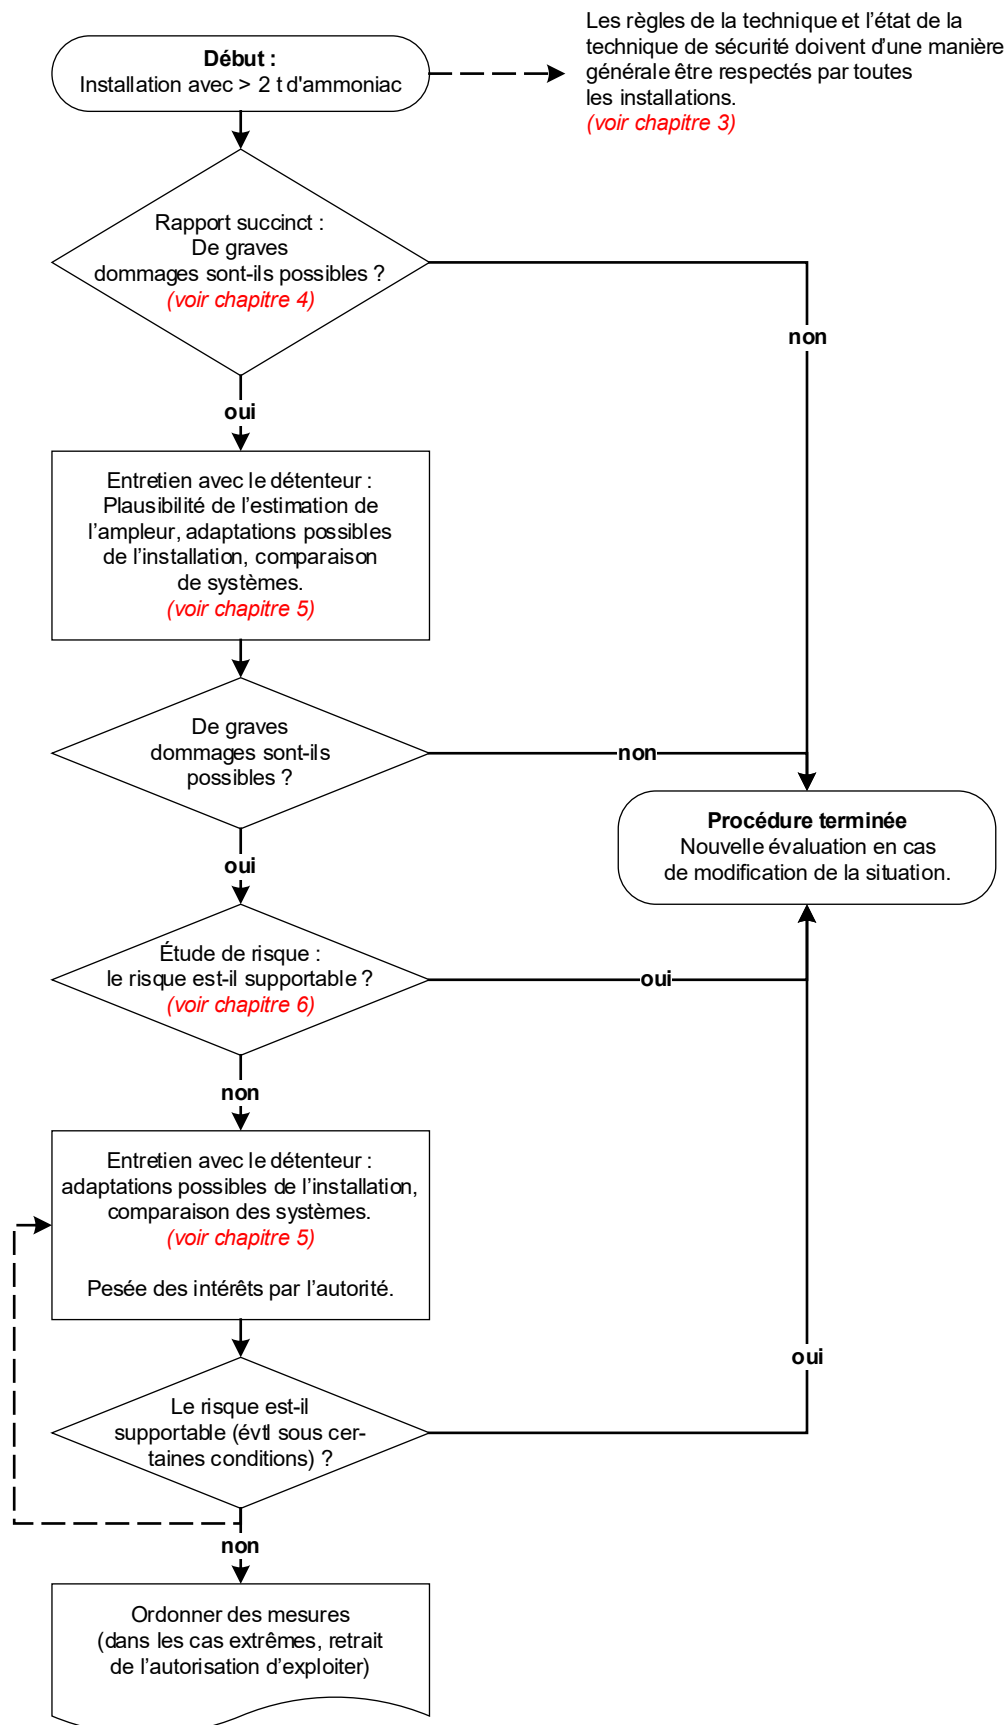 Début :
Installation avec > 2 t d'ammoniac
Les règles de la technique et l’état de la
technique de sécurité doivent d’une manière
générale être respectés par toutes
les installations.
(voir chapitre 3)
Rapport succinct :
De graves
dommages sont-ils possibles ?
(voir chapitre 4)
non
oui
Entretien avec le détenteur :
Plausibilité de l’estimation de
l’ampleur, adaptations possibles
de l’installation, comparaison
de systèmes.
(voir chapitre 5)
De graves
dommages sont-ils
possibles ?
non
Procédure terminée
Nouvelle évaluation en cas
de modification de la situation.
oui
Étude de risque :
le risque est-il supportable ?
(voir chapitre 6)
oui
non
Entretien avec le détenteur :
adaptations possibles de l’installation,
comparaison des systèmes.
(voir chapitre 5)
Pesée des intérêts par l’autorité.
oui
Le risque est-il
supportable (évtl sous cer-
taines conditions) ?
non
Ordonner des mesures
(dans les cas extrêmes, retrait
de l’autorisation d’exploiter)